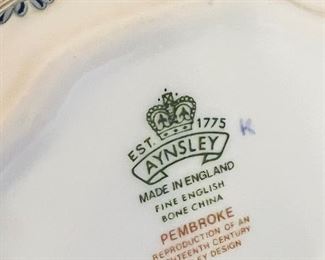 EST. 1775
AYNSLEY
MADE IN ENGLAND
FINE ENGLISH
BONE CHINA
K
PEMBROKE
REPRODUCTION OF AN
CENTURY
DESIGN